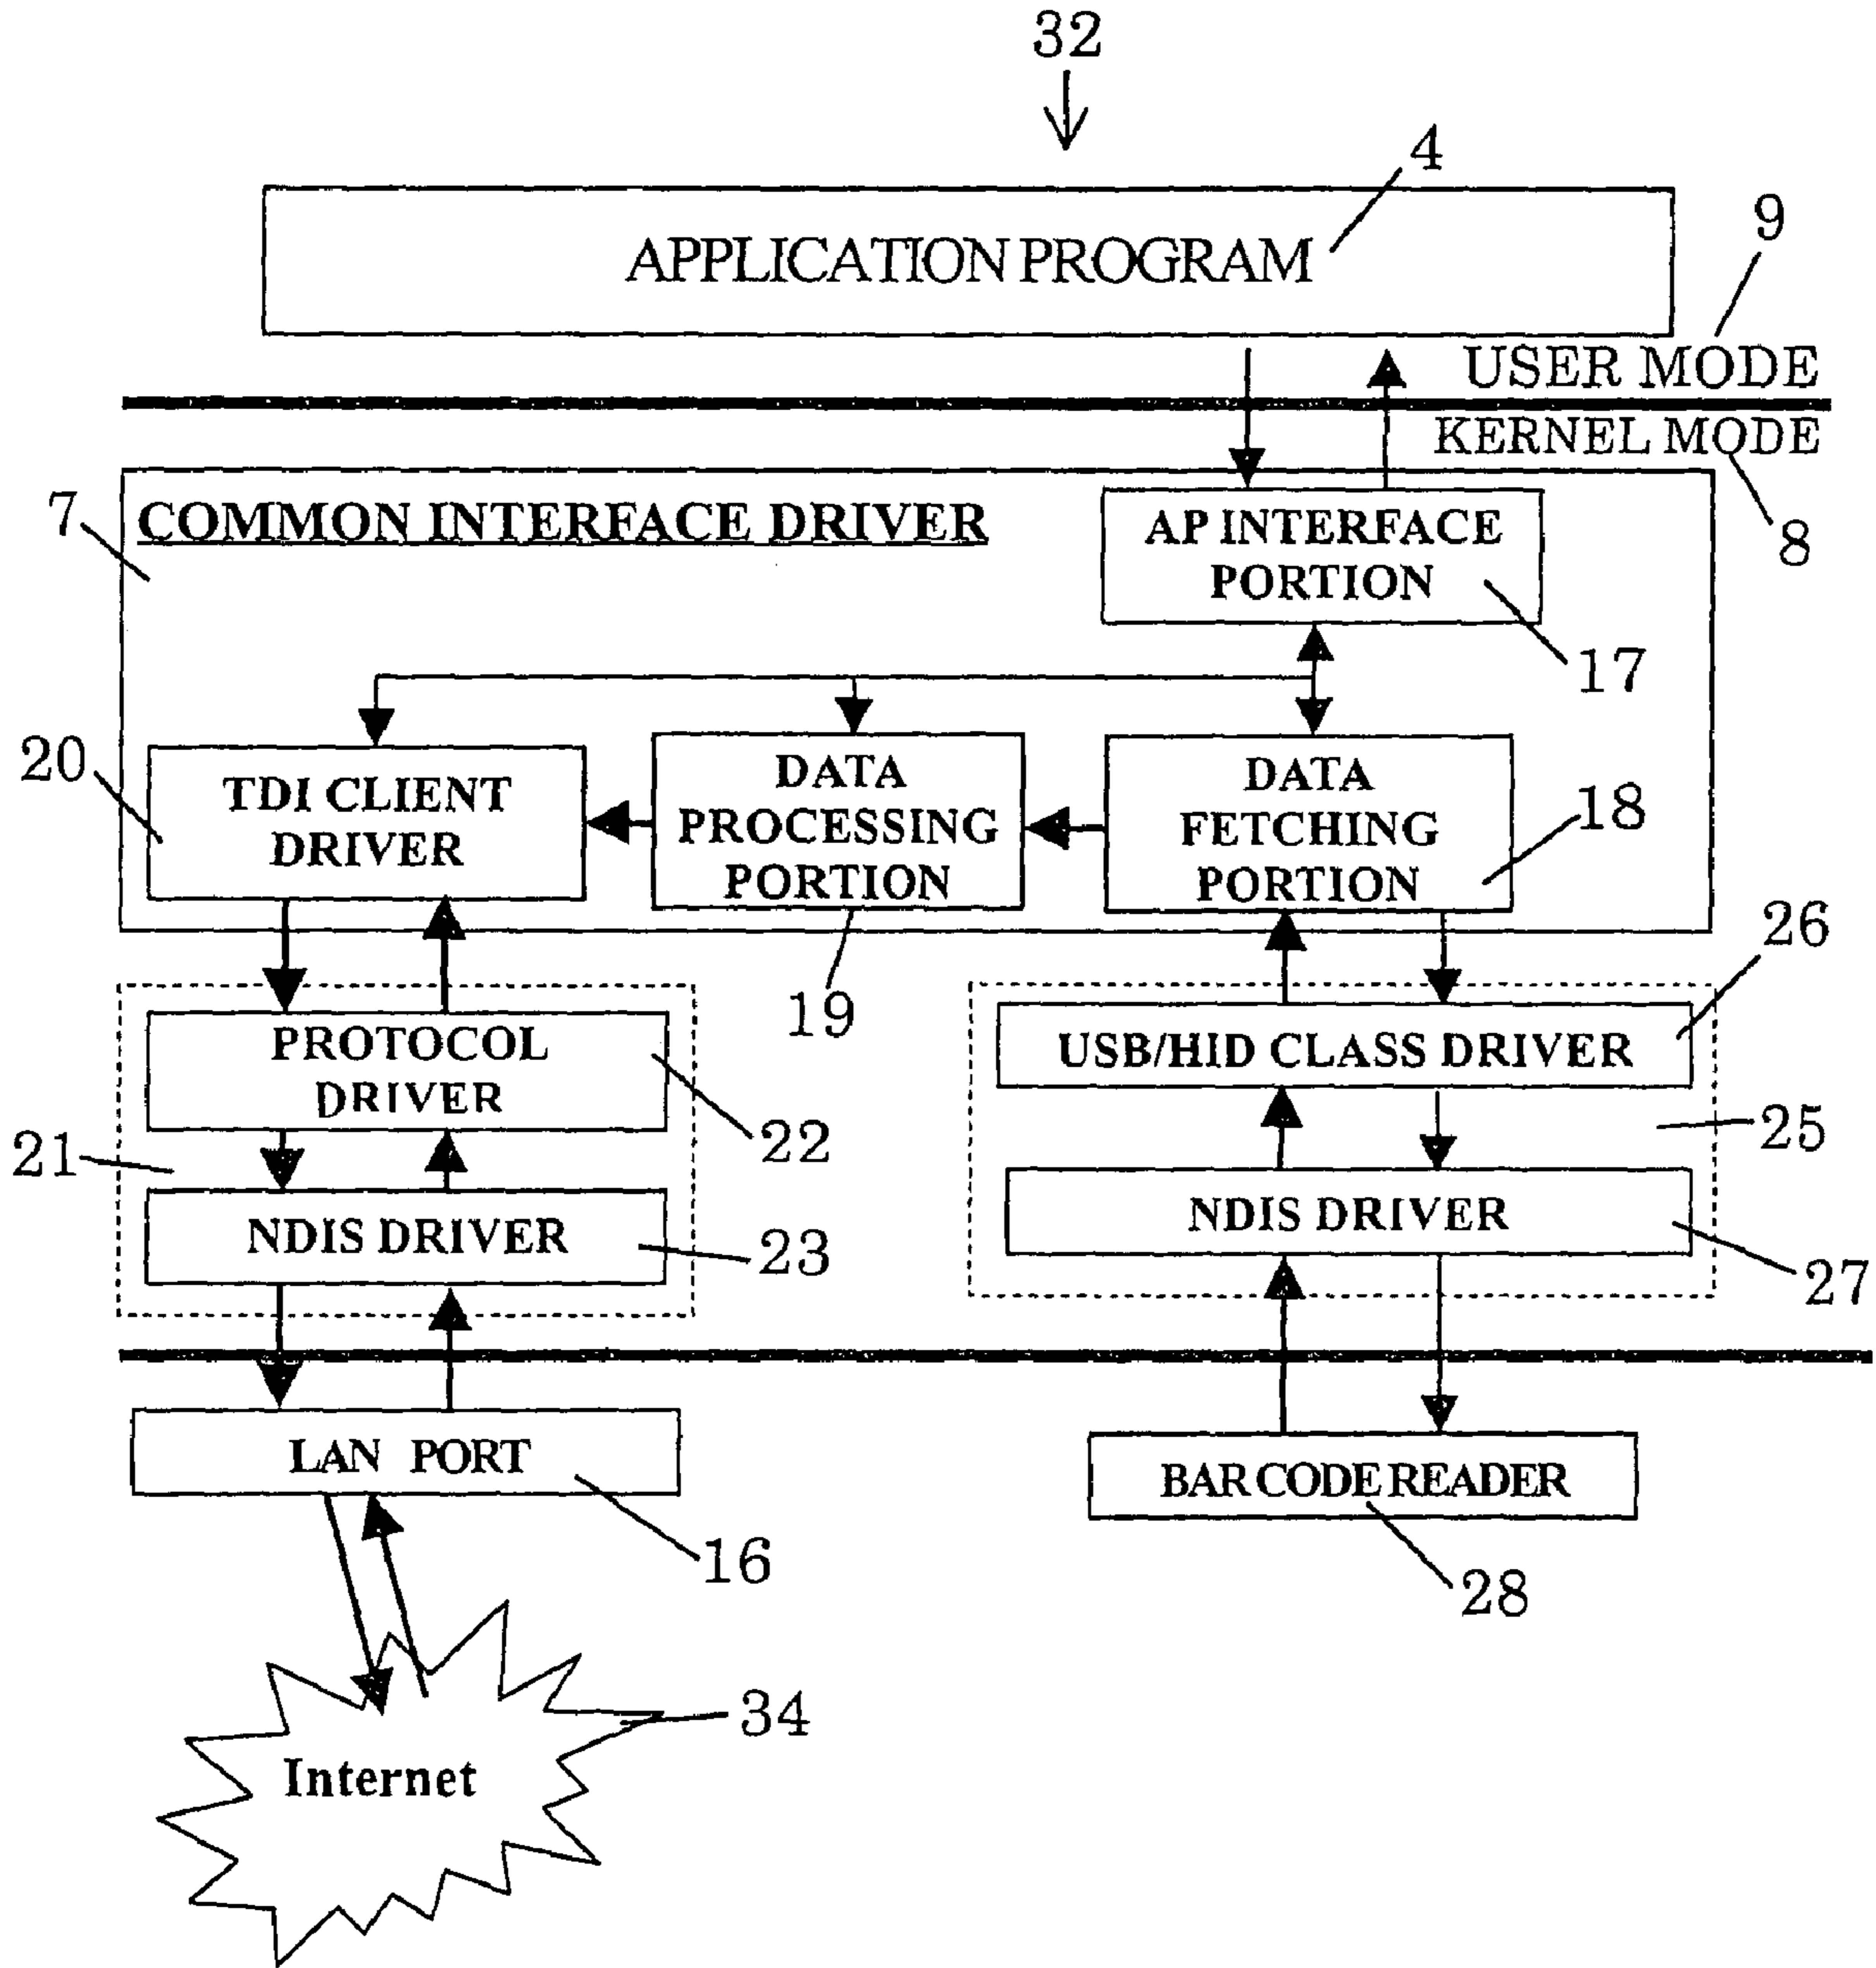 32
4
APPLICATION PROGRAM
9
USER MODE
KERNEL MODE
8
7
COMMON INTERFACE DRIVER
AP INTERFACE
PORTION
17
20
TDI CLIENT
DRIVER
DATA
PROCESSING
PORTION
19
DATA
FETCHING
PORTION
18
26
PROTOCOL
DRIVER
22
USB/HID CLASS DRIVER
21
25
NDIS DRIVER
23
NDIS DRIVER
27
LAN PORT
16
BAR CODE READER
28
34
Internet